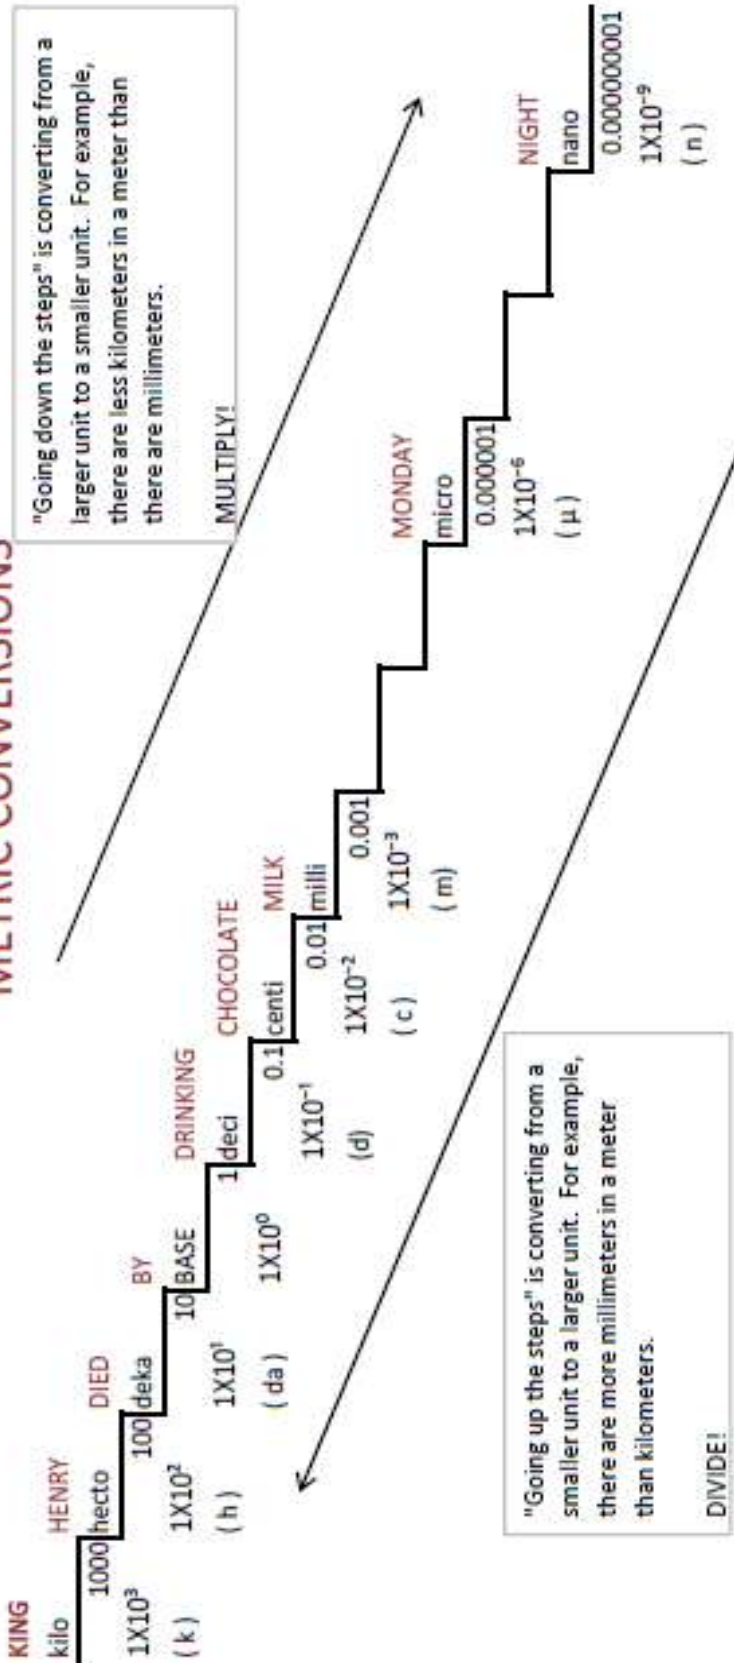 METRIC CONVERSIONS
"Going down the steps" is converting from a
larger unit to a smaller unit. For example,
there are less kilometers in a meter than
there are millimeters.
MULTIPLY!
KING
kilo
1000
1X10³
( k )
HENRY
hecto
100
1X10²
( h )
DIED
deka
10
1X10¹
( da )
BY
BASE
1
1X10⁰
DRINKING
deci
0.1
1X10⁻¹
(d)
CHOCOLATE
centi
0.01
1X10⁻²
( c )
MILK
milli
0.001
1X10⁻³
( m)
MONDAY
micro
0.000001
1X10⁻⁶
( µ )
NIGHT
nano
0.000000001
1X10⁻⁹
( n )
"Going up the steps" is converting from a
smaller unit to a larger unit. For example,
there are more millimeters in a meter
than kilometers.
DIVIDE!